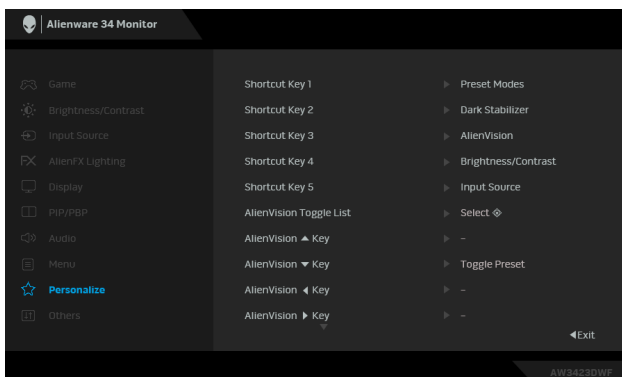 Alienware 34 Monitor
Game
Brightness/Contrast
Input Source
FX AlienFX Lighting
Display
PIP/PBP
Audio
Menu
Personalize
Others
Shortcut Key 1 Preset Modes
Shortcut Key 2 Dark Stabilizer
Shortcut Key 3 AlienVision
Shortcut Key 4 Brightness/Contrast
Shortcut Key 5 Input Source
AlienVision Toggle List Select
AlienVision ▲ Key –
AlienVision ▼ Key Toggle Preset
AlienVision ◀ Key –
AlienVision ▶ Key –
Exit
AW3423DWF